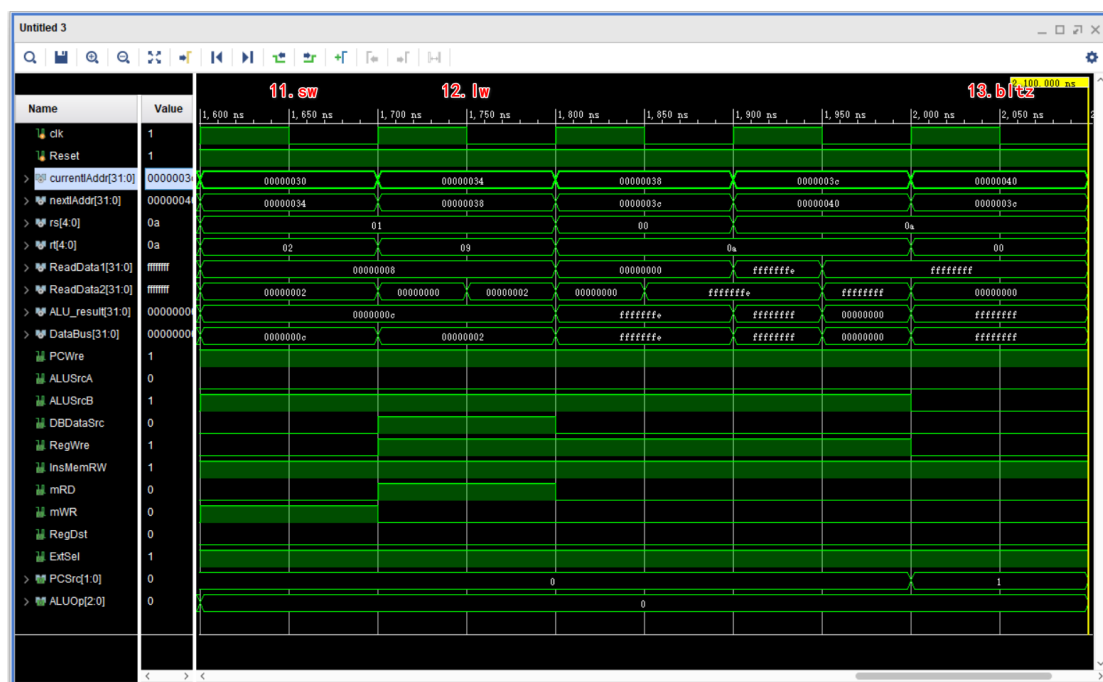 Untitled 3
11.sw 12.lw 13.bltz
2,100.000 ns
Name Value
1,600 ns 1,650 ns 1,700 ns 1,750 ns 1,800 ns 1,850 ns 1,900 ns 1,950 ns 2,000 ns 2,050 ns 2
clk 1
Reset 1
currentIAddr[31:0] 0000003c 00000030 00000034 00000038 0000003c 00000040
nextIAddr[31:0] 00000040 00000034 00000038 0000003c 00000040 0000003c
rs[4:0] 0a 01 00 0a
rt[4:0] 0a 02 09 0a 00
ReadData1[31:0] ffffffff 00000008 00000000 fffffffe ffffffff
ReadData2[31:0] ffffffff 00000002 00000000 00000002 00000000 fffffffe ffffffff 00000000
ALU_result[31:0] 0000000 0000000c fffffffe ffffffff 00000000 ffffffff
DataBus[31:0] 0000000 0000000c 00000002 fffffffe ffffffff 00000000 ffffffff
PCWre 1
ALUSrcA 0
ALUSrcB 1
DBDataSrc 0
RegWre 1
InsMemRW 1
mRD 0
mWR 0
RegDst 0
ExtSel 1
PCSrc[1:0] 0 0 1
ALUOp[2:0] 0 0